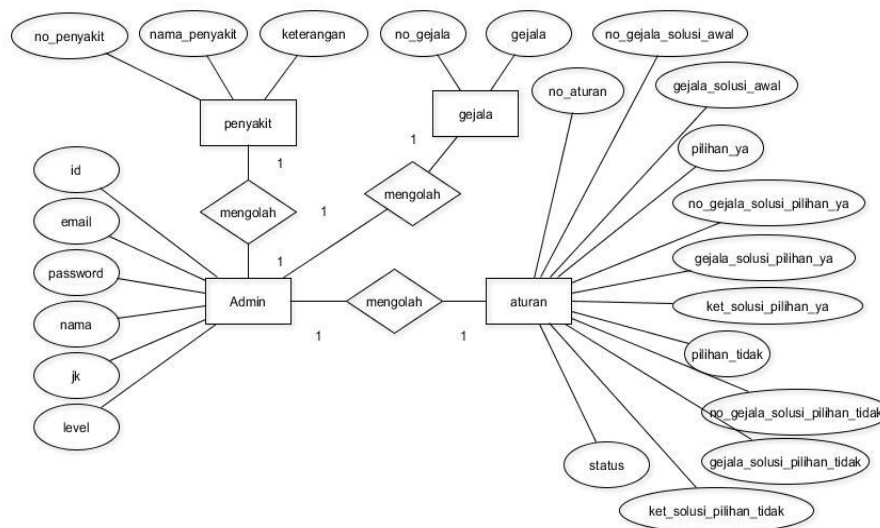 no_penyakit
nama_penyakit
keterangan
no_gejala
gejala
no_gejala_solusi_awal
gejala_solusi_awal
no_aturan
penyakit
gejala
pilihan_ya
1
1
id
mengolah
mengolah
no_gejala_solusi_pilihan_ya
1
email
gejala_solusi_pilihan_ya
password
1
Admin
mengolah
aturan
ket_solusi_pilihan_ya
nama
1
1
pilihan_tidak
jk
no_gejala_solusi_pilihan_tidak
level
gejala_solusi_pilihan_tidak
status
ket_solusi_pilihan_tidak